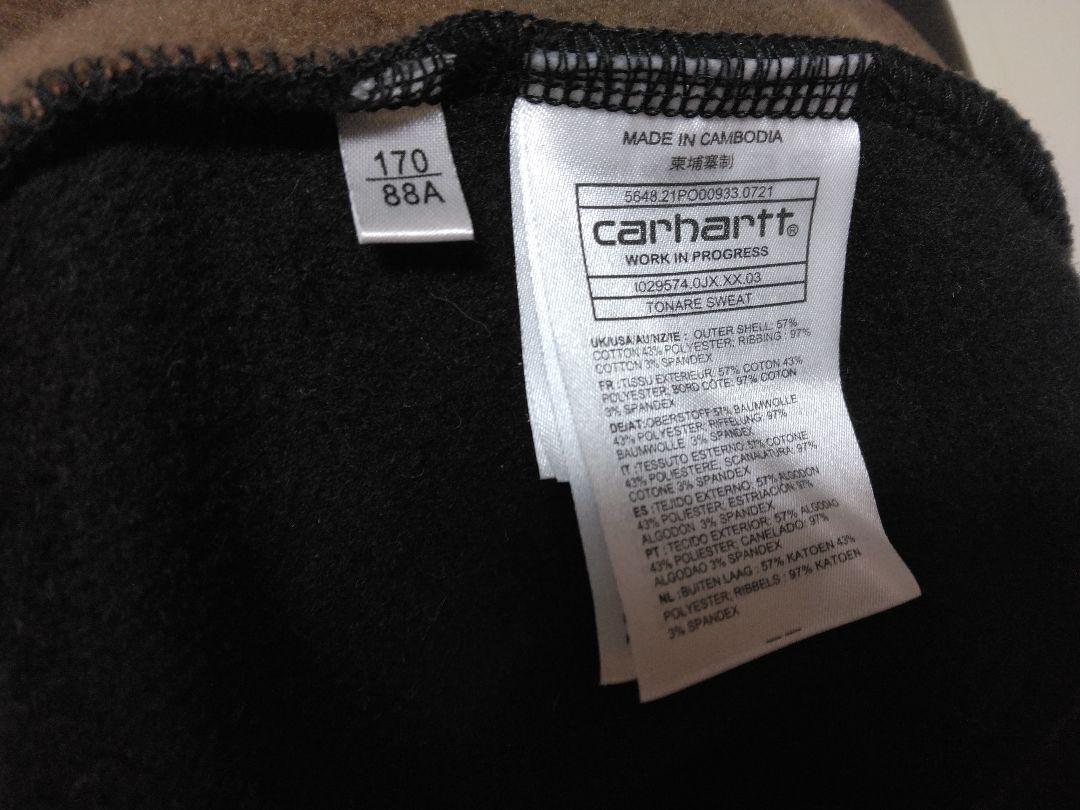 170
88A
MADE IN CAMBODIA
柬埔寨制
5648.21PO00933.0721
carhartt®
WORK IN PROGRESS
I029574.0JX.XX.03
TONARE SWEAT
UK/USA/AU/NZ/IE : OUTER SHELL: 57%
COTTON 43% POLYESTER; RIBBING : 97%
COTTON 3% SPANDEX
FR :TISSU EXTERIEUR: 57% COTON 43%
POLYESTER; BORD COTE: 97% COTON
3% SPANDEX
DE/AT:OBERSTOFF:57% BAUMWOLLE
43% POLYESTER; RIFFELUNG: 97%
BAUMWOLLE 3% SPANDEX
IT :TESSUTO ESTERNO: 57% COTONE
43% POLIESTERE, SCANALATURA: 97%
COTONE 3% SPANDEX
ES :TEJIDO EXTERNO: 57% ALGODON
43% POLIESTER; ESTRIACION 97%
ALGODÓN 3% SPANDEX
PT : TECIDO EXTERIOR: 57% ALGODAO
43% POLIESTER; CANELADO: 97%
ALGODAO 3% SPANDEX
NL :BUITEN LAAG : 57% KATOEN 43%
POLYESTER; RIBBELS : 97% KATOEN
3% SPANDEX